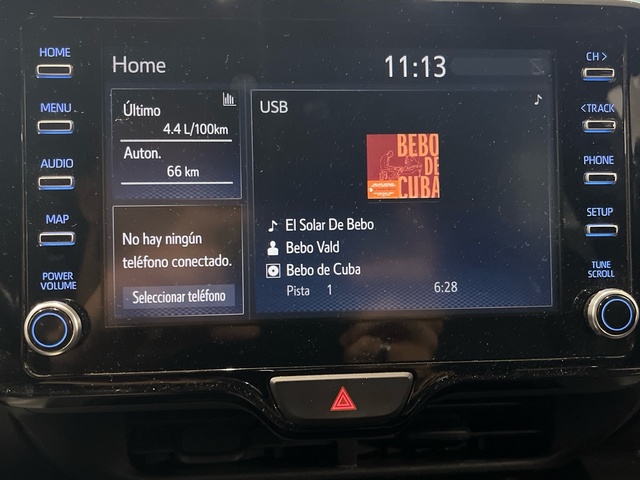 HOME
MENU
AUDIO
MAP
POWER
VOLUME
Home
11:13
Último
4.4 L/100km
Auton.
66 km
No hay ningún
teléfono conectado.
Seleccionar teléfono
USB
BEBO
DE
CUBA
El Solar De Bebo
Bebo Vald
Bebo de Cuba
Pista 1 6:28
CH >
< TRACK
PHONE
SETUP
TUNE
SCROLL